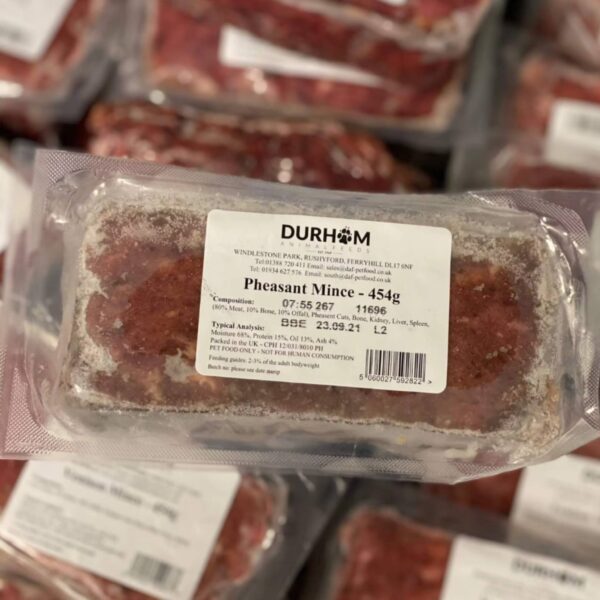 DURHAM
ANIMAL FEEDS
WINDLESTONE PARK, RUSHYFORD, FERRYHILL DL17 0NF
Tel:01388 720 411 Email: sales@daf-petfood.co.uk
Tel: 01934 627 576 Email: south@daf-petfood.co.uk
Pheasant Mince - 454g
Composition: 07:55 267 11696
(80% Meat, 10% Bone, 10% Offal), Pheasent Cats, Bone, Kidney, Liver, Spleen,
Typical Analysis: BBE 23.09.21 L2
Moisture 68%, Protein 15%, Oil 13%, Ash 4%
Packed in the UK - CPH 12/031/8010 PH
PET FOOD ONLY - NOT FOR HUMAN CONSUMPTION
Feeding guides: 2-3% of the adult bodyweight
Batch no: please see date stamp
5 060027 592822 >
Mince - 454g
DURHAM